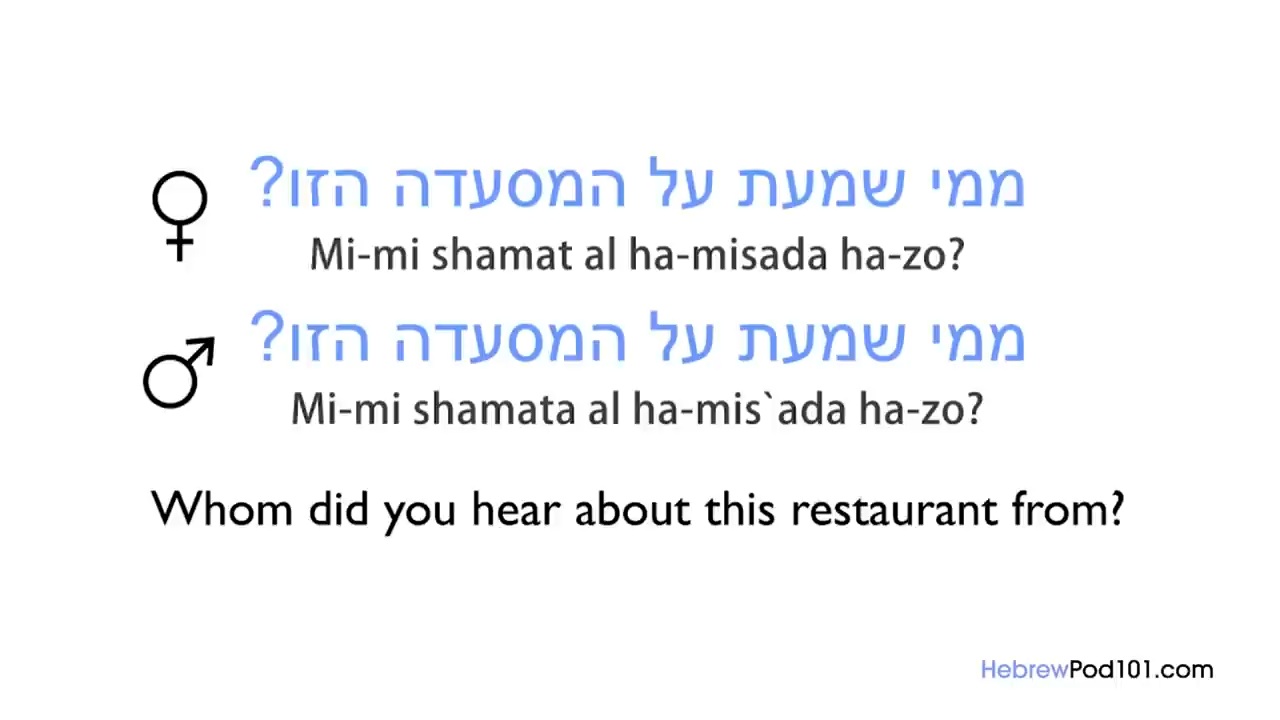 ממי שמעת על המסעדה הזו?
Mi-mi shamat al ha-misada ha-zo?
ממי שמעת על המסעדה הזו?
Mi-mi shamata al ha-mis`ada ha-zo?
Whom did you hear about this restaurant from?
HebrewPod101.com